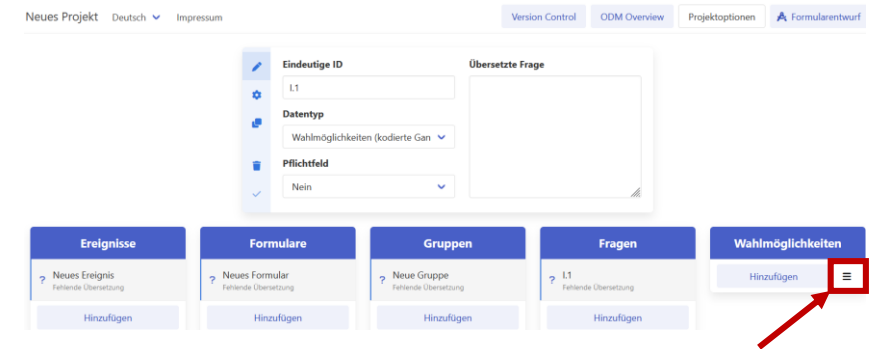 Neues Projekt Deutsch Impressum Version Control ODM Overview Projektoptionen Formularentwurf
Eindeutige ID Übersetzte Frage
I.1
Datentyp
Wahlmöglichkeiten (kodierte Gan
Pflichtfeld
Nein
Ereignisse Formulare Gruppen Fragen Wahlmöglichkeiten
? Neues Ereignis ? Neues Formular ? Neue Gruppe ? I.1 Hinzufügen
Fehlende Übersetzung Fehlende Übersetzung Fehlende Übersetzung Fehlende Übersetzung
Hinzufügen Hinzufügen Hinzufügen Hinzufügen